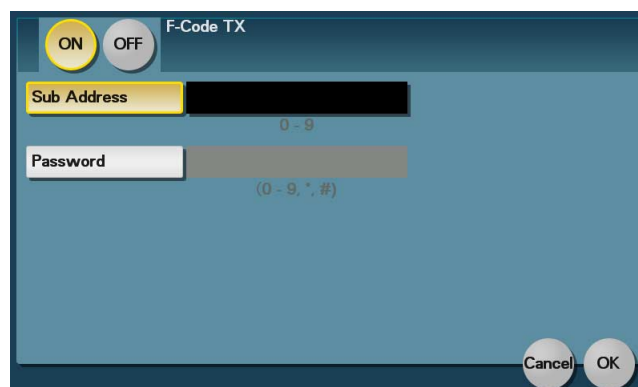 F-Code TX
ON OFF
Sub Address
0 - 9
Password
(0 - 9, *, #)
Cancel OK